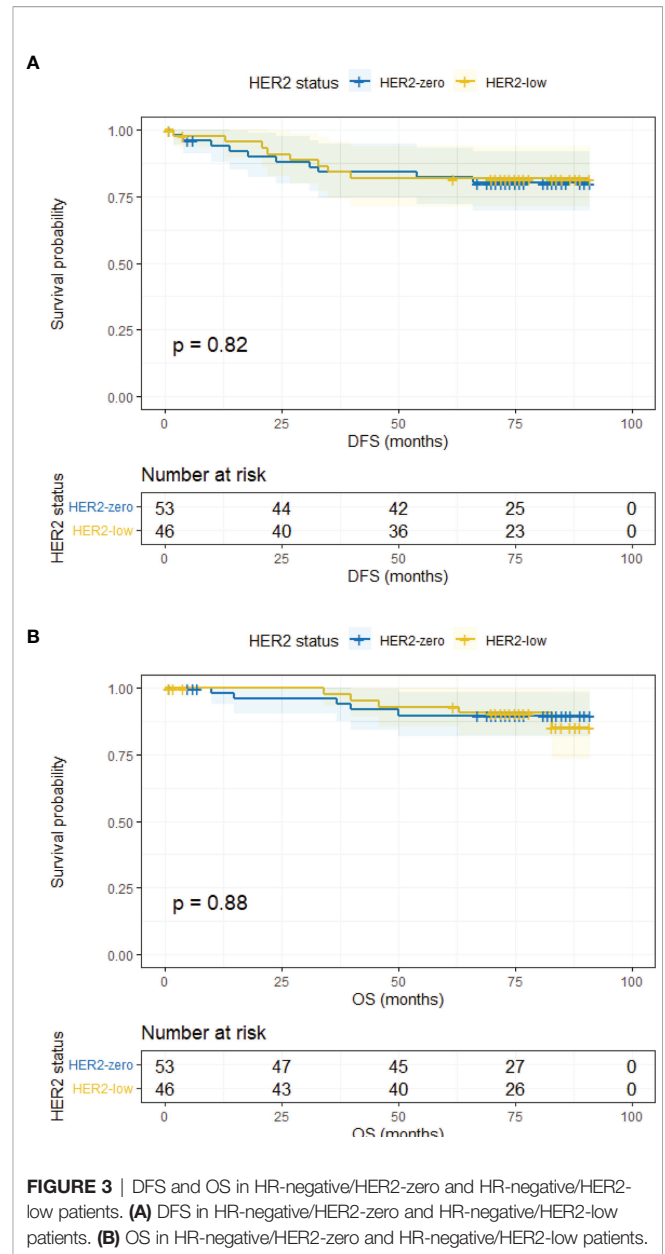 A
HER2 status HER2-zero HER2-low
1.00
0.75
0.50
0.25
0.00
Survival probability
p = 0.82
0 25 50 75 100
DFS (months)
Number at risk
HER2 status
HER2-zero 53 44 42 25 0
HER2-low 46 40 36 23 0
0 25 50 75 100
DFS (months)
B
HER2 status HER2-zero HER2-low
1.00
0.75
0.50
0.25
0.00
Survival probability
p = 0.88
0 25 50 75 100
OS (months)
Number at risk
HER2 status
HER2-zero 53 47 45 27 0
HER2-low 46 43 40 26 0
0 25 50 75 100
OS (months)
FIGURE 3 | DFS and OS in HR-negative/HER2-zero and HR-negative/HER2-
low patients. (A) DFS in HR-negative/HER2-zero and HR-negative/HER2-low
patients. (B) OS in HR-negative/HER2-zero and HR-negative/HER2-low patients.